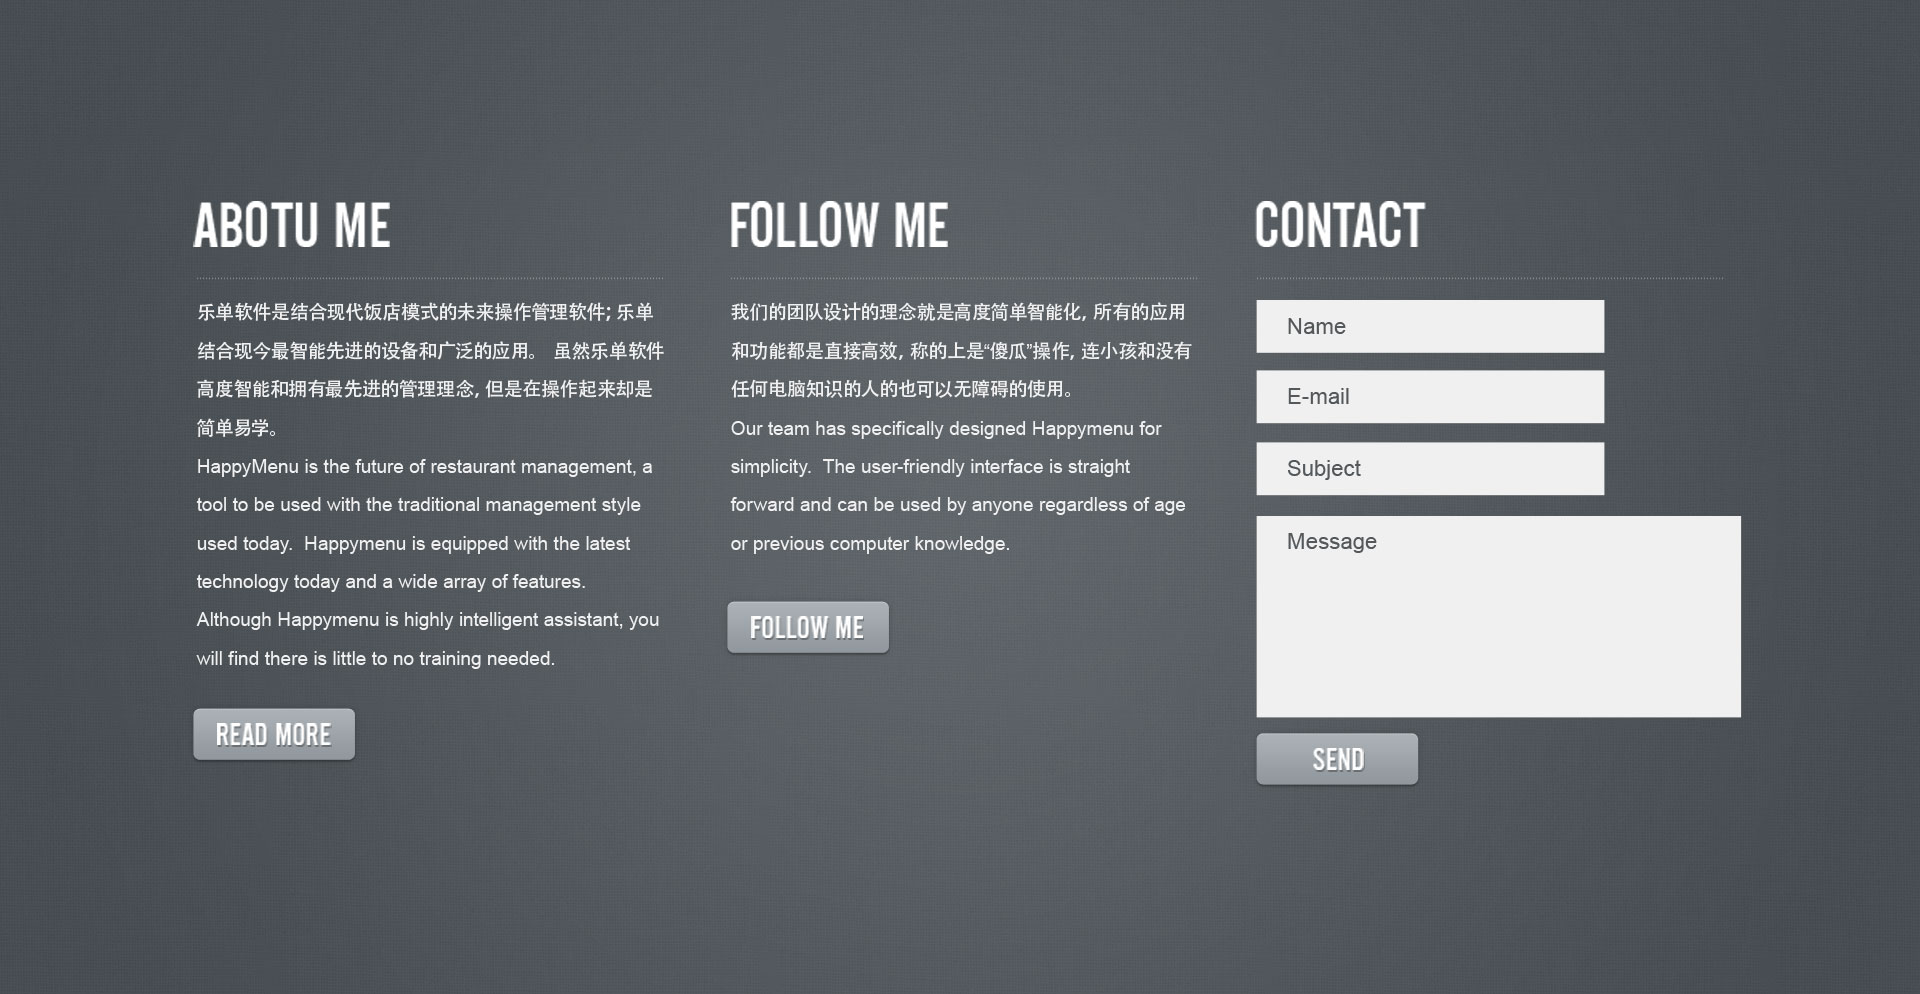 ABOTU ME
乐单软件是结合现代饭店模式的未来操作管理软件; 乐单
结合现今最智能先进的设备和广泛的应用。 虽然乐单软件
高度智能和拥有最先进的管理理念, 但是在操作起来却是
简单易学。
HappyMenu is the future of restaurant management, a
tool to be used with the traditional management style
used today.  Happymenu is equipped with the latest
technology today and a wide array of features.
Although Happymenu is highly intelligent assistant, you
will find there is little to no training needed.
READ MORE
FOLLOW ME
我们的团队设计的理念就是高度简单智能化, 所有的应用
和功能都是直接高效, 称的上是“傻瓜”操作, 连小孩和没有
任何电脑知识的人的也可以无障碍的使用。
Our team has specifically designed Happymenu for
simplicity.  The user-friendly interface is straight
forward and can be used by anyone regardless of age
or previous computer knowledge.
FOLLOW ME
CONTACT
Name
E-mail
Subject
Message
SEND